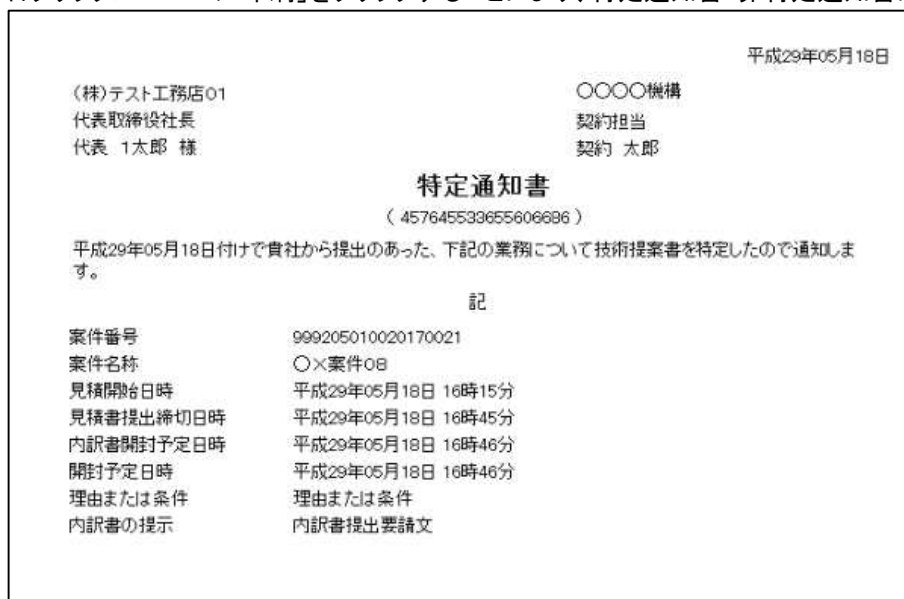 平成29年05月18日
(株)テスト工務店01
〇〇〇〇機構
代表取締役社長
契約担当
代表 1太郎 様
契約 太郎
特定通知書
( 457645533655606686 )
平成29年05月18日付けで貴社から提出のあった、下記の業務について技術提案書を特定したので通知しま
す。
記
案件番号 999205010020170021
案件名称 〇×案件08
見積開始日時 平成29年05月18日 16時15分
見積書提出締切日時 平成29年05月18日 16時45分
内訳書開封予定日時 平成29年05月18日 16時46分
開封予定日時 平成29年05月18日 16時46分
理由または条件 理由または条件
内訳書の提示 内訳書提出要請文